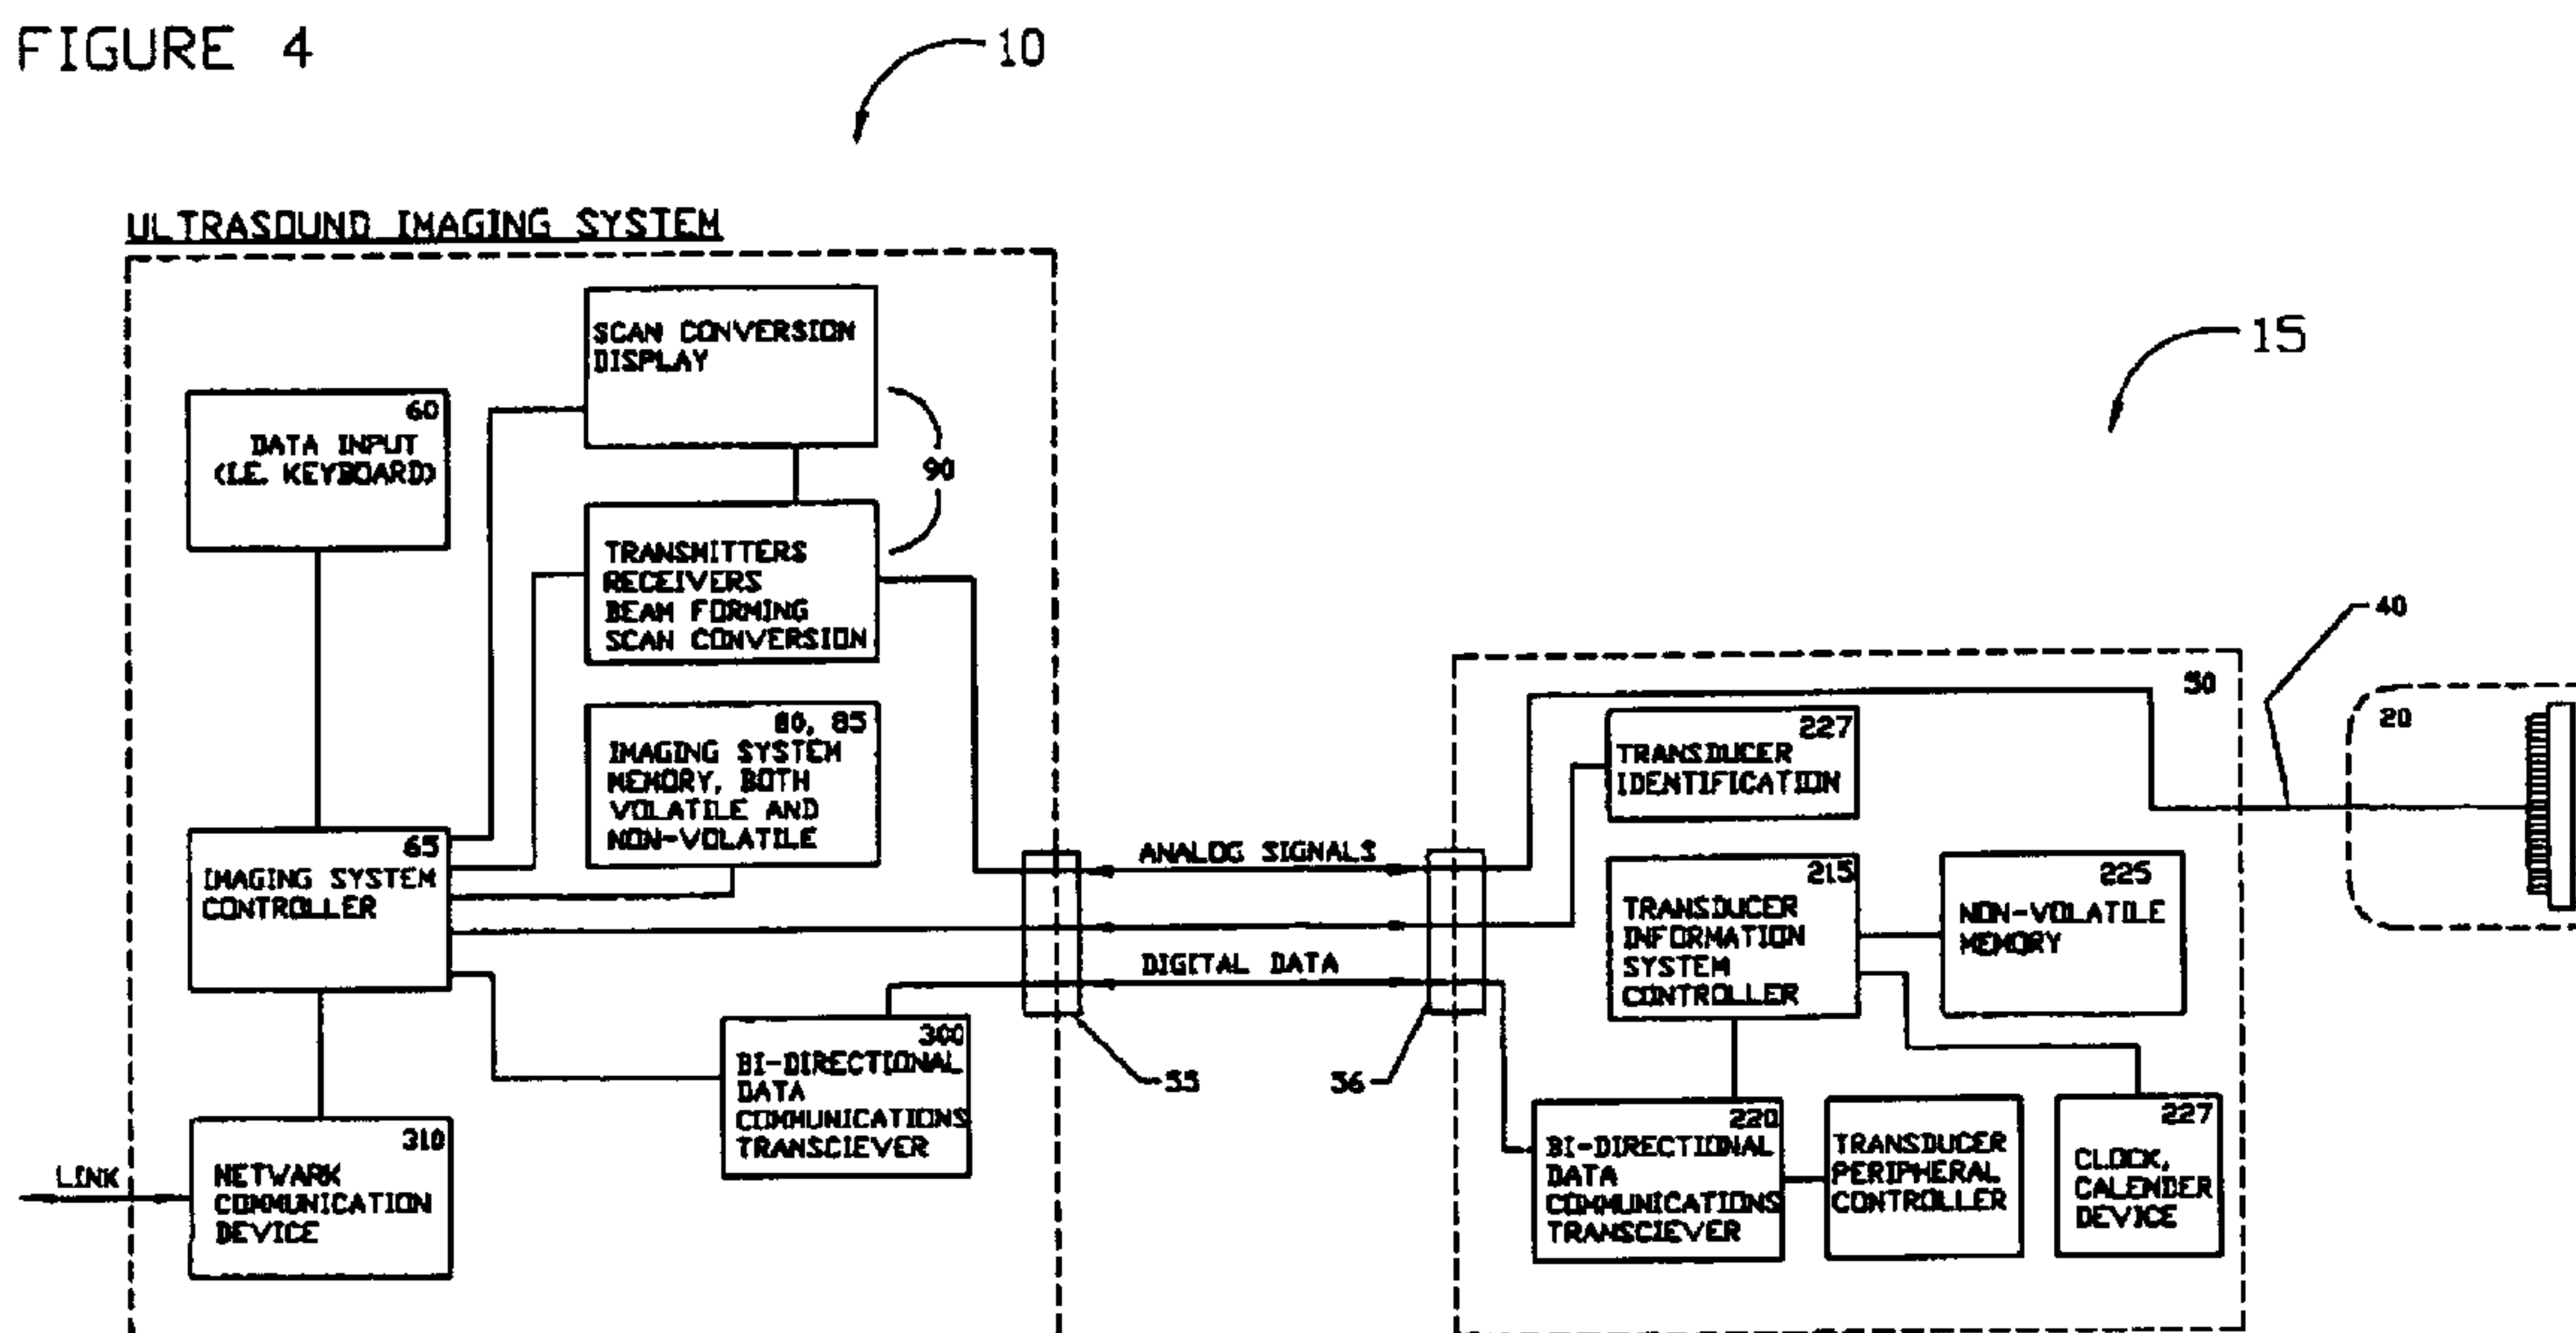 FIGURE 4
10
ULTRASOUND IMAGING SYSTEM
15
SCAN CONVERSION
DISPLAY
60
DATA INPUT
(I.E. KEYBOARD)
90
TRANSMITTERS
RECEIVERS
BEAM FORMING
SCAN CONVERSION
80, 85
IMAGING SYSTEM
MEMORY, BOTH
VOLATILE AND
NON-VOLATILE
65
IMAGING SYSTEM
CONTROLLER
300
BI-DIRECTIONAL
DATA
COMMUNICATIONS
TRANSCIEVER
310
NETWARK
COMMUNICATION
DEVICE
LINK
ANALOG SIGNALS
DIGITAL DATA
55
56
40
50
20
227
TRANSDUCER
IDENTIFICATION
215
TRANSDUCER
INFORMATION
SYSTEM
CONTROLLER
225
NON-VOLATILE
MEMORY
220
BI-DIRECTIONAL
DATA
COMMUNICATIONS
TRANSCIEVER
TRANSDUCER
PERIPHERAL
CONTROLLER
227
CLOCK,
CALENDER
DEVICE